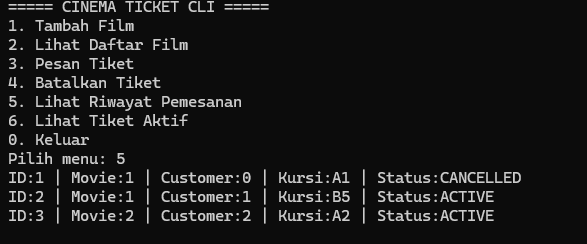 ===== CINEMA TICKET CLI =====
1. Tambah Film
2. Lihat Daftar Film
3. Pesan Tiket
4. Batalkan Tiket
5. Lihat Riwayat Pemesanan
6. Lihat Tiket Aktif
0. Keluar
Pilih menu: 5
ID:1 | Movie:1 | Customer:0 | Kursi:A1 | Status:CANCELLED
ID:2 | Movie:1 | Customer:1 | Kursi:B5 | Status:ACTIVE
ID:3 | Movie:2 | Customer:2 | Kursi:A2 | Status:ACTIVE